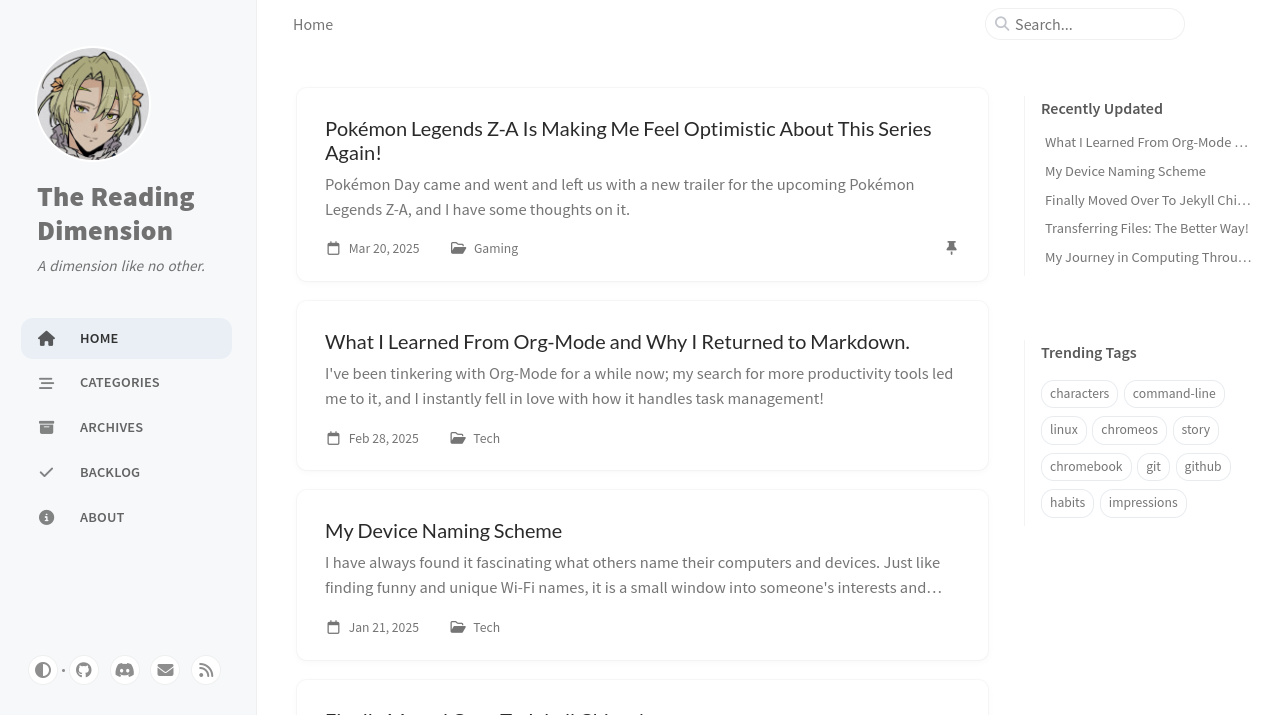 The Reading
Dimension
A dimension like no other.
HOME
CATEGORIES
ARCHIVES
BACKLOG
ABOUT
Home
Search...
Pokémon Legends Z-A Is Making Me Feel Optimistic About This Series
Again!
Pokémon Day came and went and left us with a new trailer for the upcoming Pokémon
Legends Z-A, and I have some thoughts on it.
Mar 20, 2025 Gaming
What I Learned From Org-Mode and Why I Returned to Markdown.
I've been tinkering with Org-Mode for a while now; my search for more productivity tools led
me to it, and I instantly fell in love with how it handles task management!
Feb 28, 2025 Tech
My Device Naming Scheme
I have always found it fascinating what others name their computers and devices. Just like
finding funny and unique Wi-Fi names, it is a small window into someone's interests and…
Jan 21, 2025 Tech
Recently Updated
What I Learned From Org-Mode …
My Device Naming Scheme
Finally Moved Over To Jekyll Chi…
Transferring Files: The Better Way!
My Journey in Computing Throu…
Trending Tags
characters command-line
linux chromeos story
chromebook git github
habits impressions